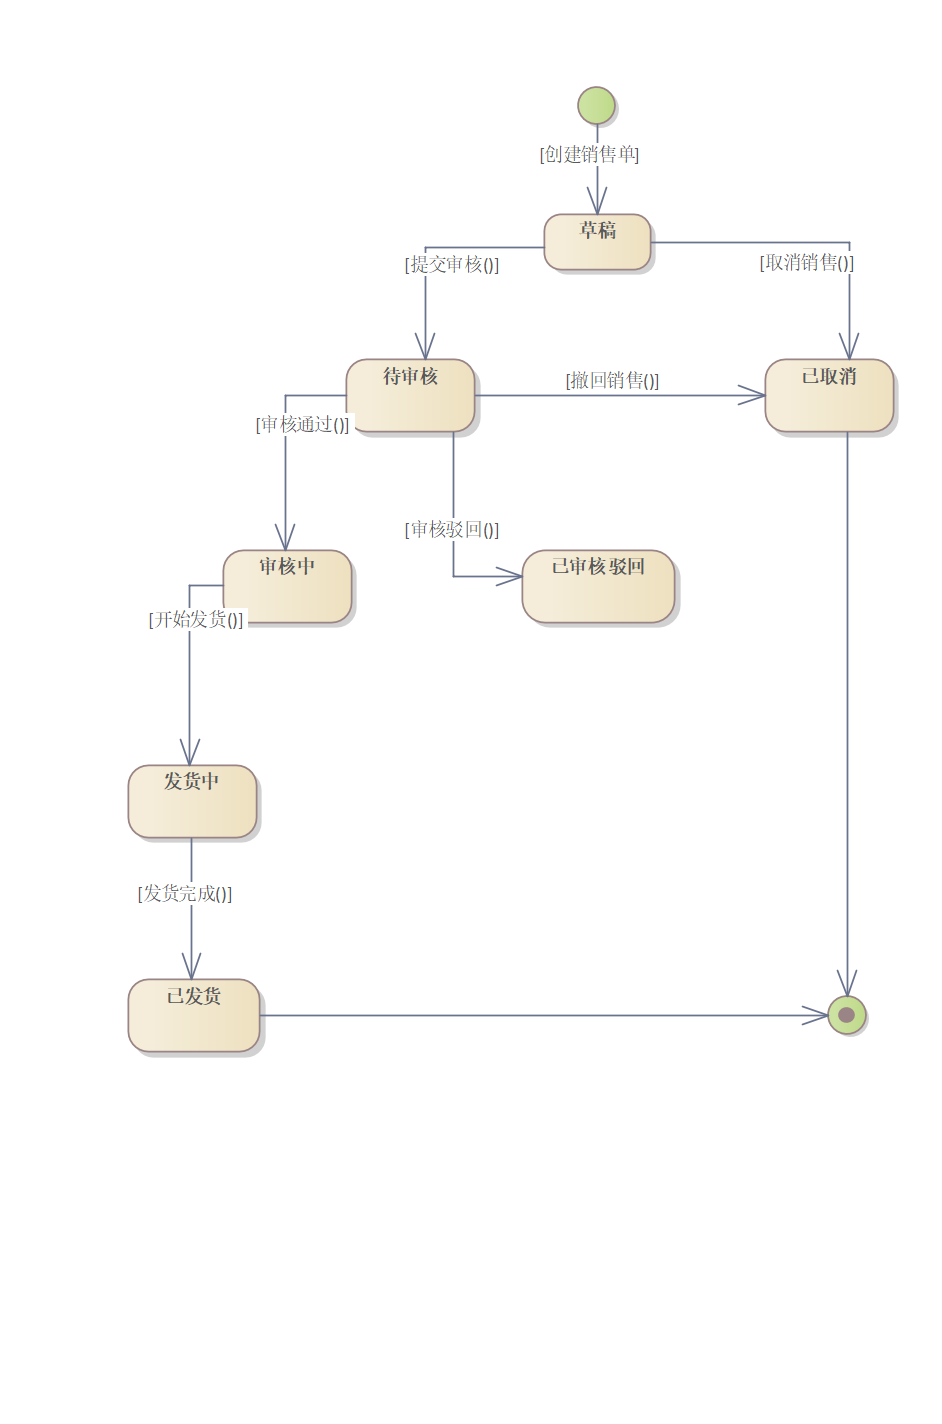 [创建销售单]
草稿
[提交审核()]
[取消销售()]
待审核
[撤回销售()]
已取消
[审核通过()]
[审核驳回()]
审核中
已审核驳回
[开始发货()]
发货中
[发货完成()]
已发货